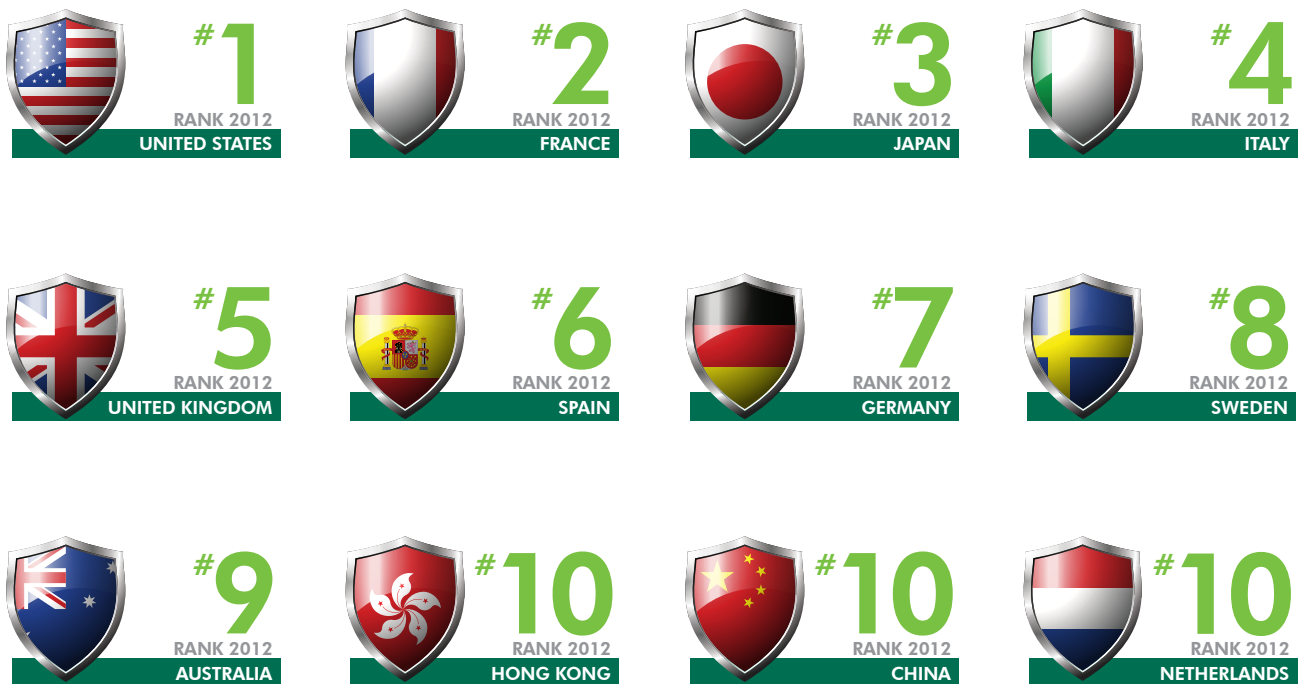 #1
RANK 2012
UNITED STATES
#2
RANK 2012
FRANCE
#3
RANK 2012
JAPAN
#4
RANK 2012
ITALY
#5
RANK 2012
UNITED KINGDOM
#6
RANK 2012
SPAIN
#7
RANK 2012
GERMANY
#8
RANK 2012
SWEDEN
#9
RANK 2012
AUSTRALIA
#10
RANK 2012
HONG KONG
#10
RANK 2012
CHINA
#10
RANK 2012
NETHERLANDS